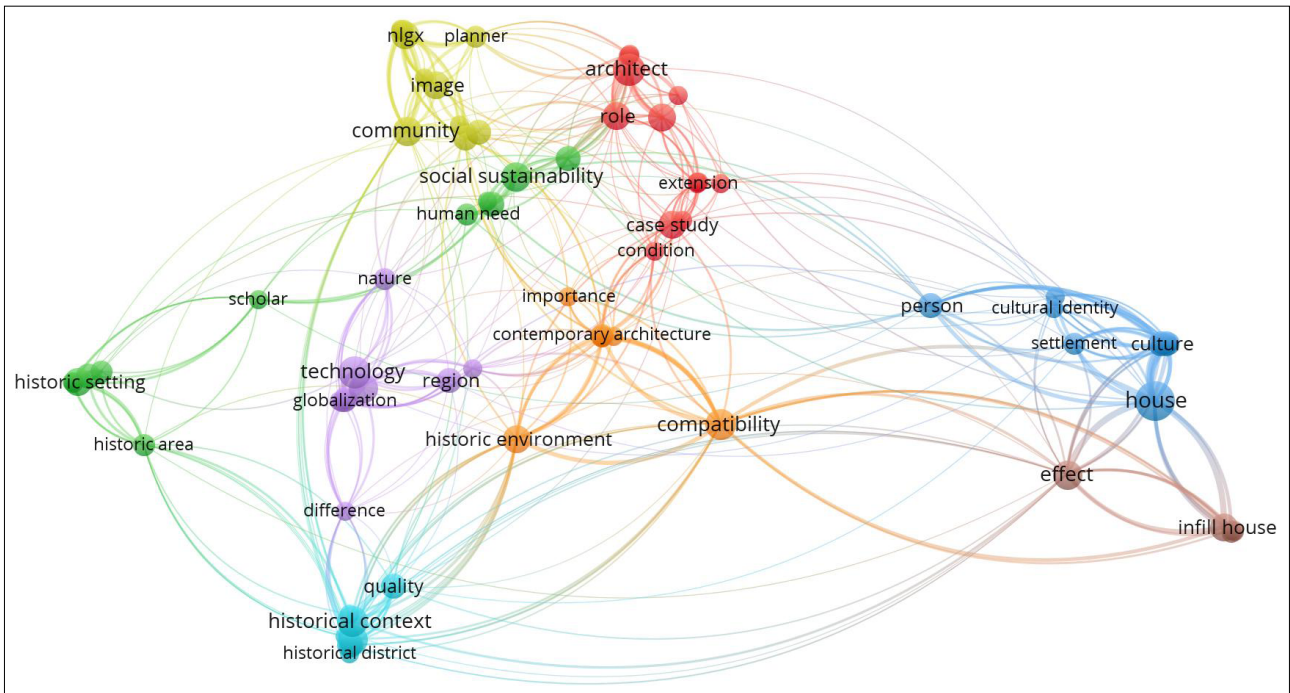 nlgx
planner
architect
image
role
community
social sustainability
extension
human need
case study
condition
nature
scholar
importance
person
cultural identity
contemporary architecture
settlement
culture
technology
historic setting
region
globalization
house
compatibility
historic environment
historic area
effect
difference
infill house
quality
historical context
historical district